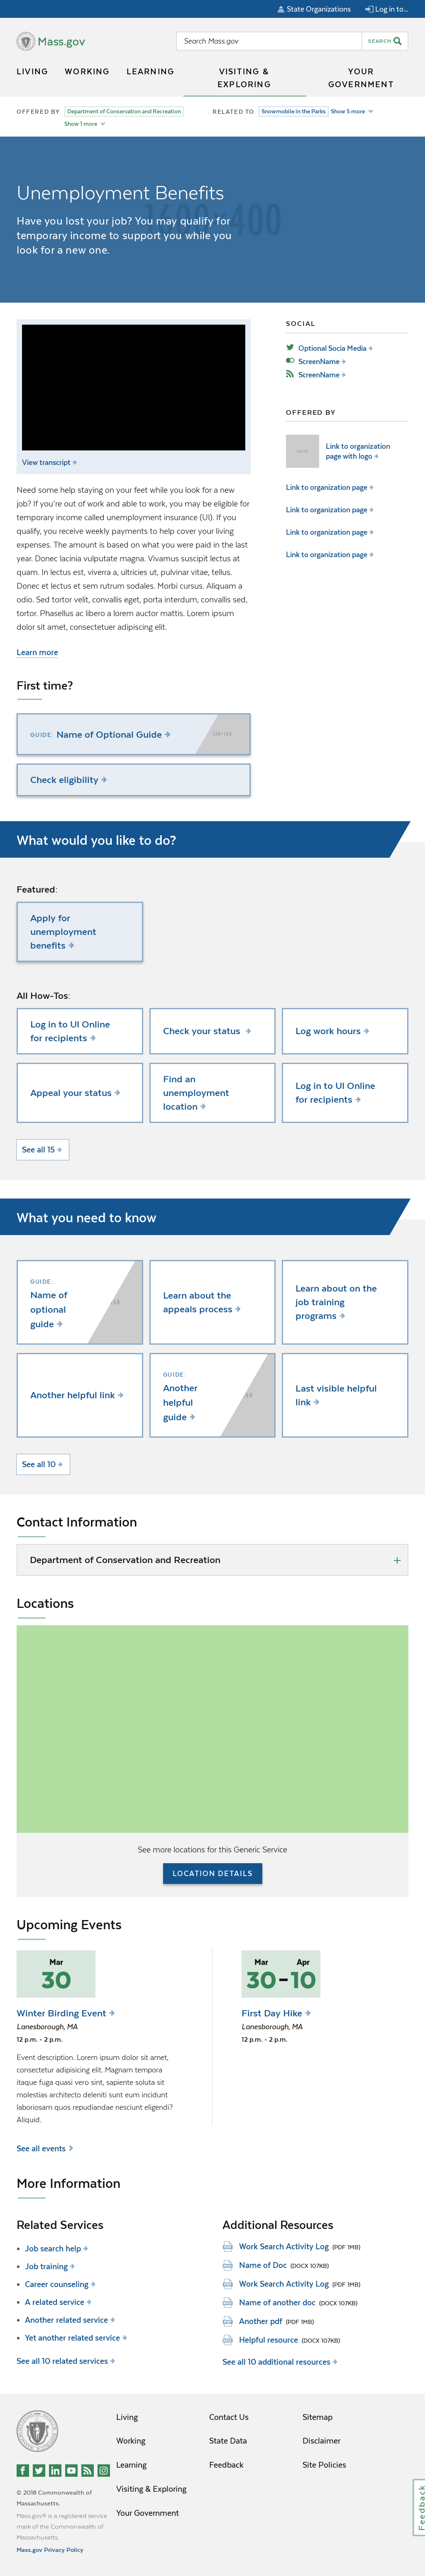 State Organizations
Log in to...
Mass.gov
Search Mass.gov
SEARCH
LIVING
WORKING
LEARNING
VISITING &
EXPLORING
YOUR
GOVERNMENT
OFFERED BY
Department of Conservation and Recreation
Show 1 more
RELATED TO
Snowmobile in the Parks
Show 5 more
1600x400
Unemployment Benefits
Have you lost your job? You may qualify for
temporary income to support you while you
look for a new one.
View transcript
Need some help staying on your feet while you look for a new
job? If you're out of work and able to work, you may be eligible for
temporary income called unemployment insurance (UI). If you
qualify, you receive weekly payments to help cover your living
expenses. The amount is based on what you were paid in the last
year. Donec lacinia vulputate magna. Vivamus suscipit lectus at
quam. In lectus est, viverra a, ultricies ut, pulvinar vitae, tellus.
Donec et lectus et sem rutrum sodales. Morbi cursus. Aliquam a
odio. Sed tortor velit, convallis eget, porta interdum, convallis sed,
tortor. Phasellus ac libero a lorem auctor mattis. Lorem ipsum
dolor sit amet, consectetuer adipiscing elit.
Learn more
First time?
GUIDE: Name of Optional Guide
Check eligibility
SOCIAL
Optional Socia Media
ScreenName
ScreenName
OFFERED BY
Link to organization
page with logo
Link to organization page
Link to organization page
Link to organization page
Link to organization page
What would you like to do?
Featured:
Apply for
unemployment
benefits
All How-Tos:
Log in to UI Online
for recipients
Check your status
Log work hours
Appeal your status
Find an
unemployment
location
Log in to UI Online
for recipients
See all 15
What you need to know
GUIDE:
Name of
optional
guide
Learn about the
appeals process
Learn about on the
job training
programs
Another helpful link
GUIDE:
Another
helpful
guide
Last visible helpful
link
See all 10
Contact Information
Department of Conservation and Recreation
Locations
See more locations for this Generic Service
LOCATION DETAILS
Upcoming Events
Mar
30
Winter Birding Event
Lanesborough, MA
12 p.m. - 2 p.m.
Event description. Lorem ipsum dolor sit amet,
consectetur adipisicing elit. Magnam tempora
itaque fuga quasi vero sint, sapiente soluta sit
molestias architecto deleniti sunt eum incidunt
laboriosam quos repudiandae nesciunt eligendi?
Aliquid.
Mar Apr
30-10
First Day Hike
Lanesborough, MA
12 p.m. - 2 p.m.
See all events
More Information
Related Services
Job search help
Job training
Career counseling
A related service
Another related service
Yet another related service
See all 10 related services
Additional Resources
Work Search Activity Log (PDF 1MB)
Name of Doc (DOCX 107KB)
Work Search Activity Log (PDF 1MB)
Name of another doc (DOCX 107KB)
Another pdf (PDF 1MB)
Helpful resource (DOCX 107KB)
See all 10 additional resources
© 2018 Commonwealth of
Massachusetts.
Mass.gov® is a registered service
mark of the Commonwealth of
Massachusetts.
Mass.gov Privacy Policy
Living
Working
Learning
Visiting & Exploring
Your Government
Contact Us
State Data
Feedback
Sitemap
Disclaimer
Site Policies
Feedback